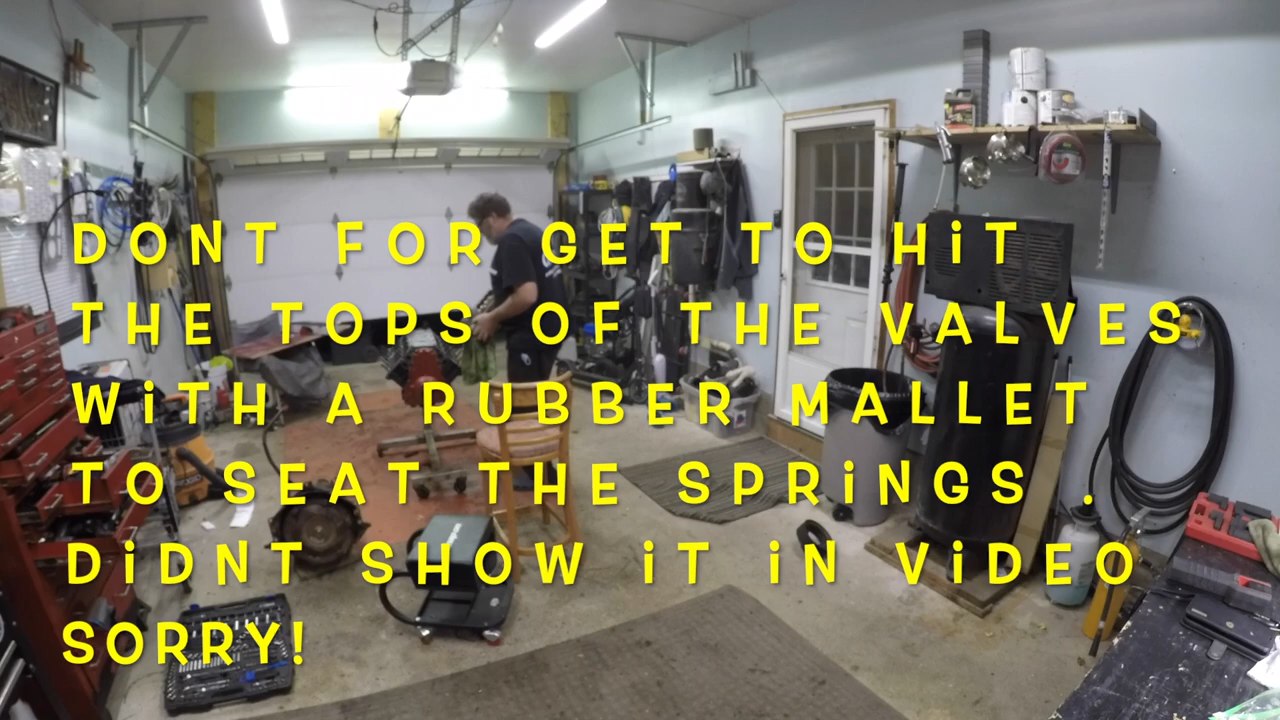 DONT FOR GET TO HiT
THE TOPS OF THE VALVES
WiTH A RUBBER MALLET
TO SEAT THE SPRiNGS .
DiDNT SHOW iT iN ViDEO
SORRY!